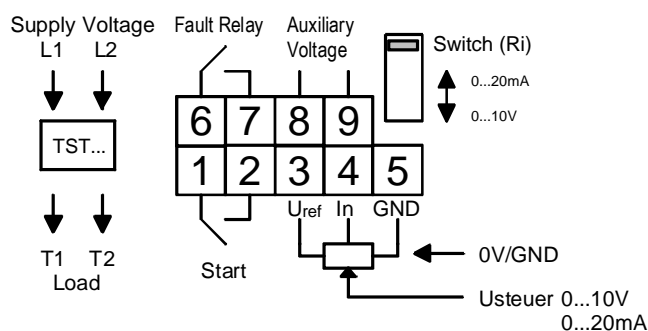 Supply Voltage
L1 L2
Fault Relay
Auxiliary
Voltage
Switch (Ri)
0...20mA
0...10V
TST...
6 7 8 9
1 2 3 4 5
Uref In GND
T1 T2
Load
Start
0V/GND
Usteuer 0...10V
0...20mA